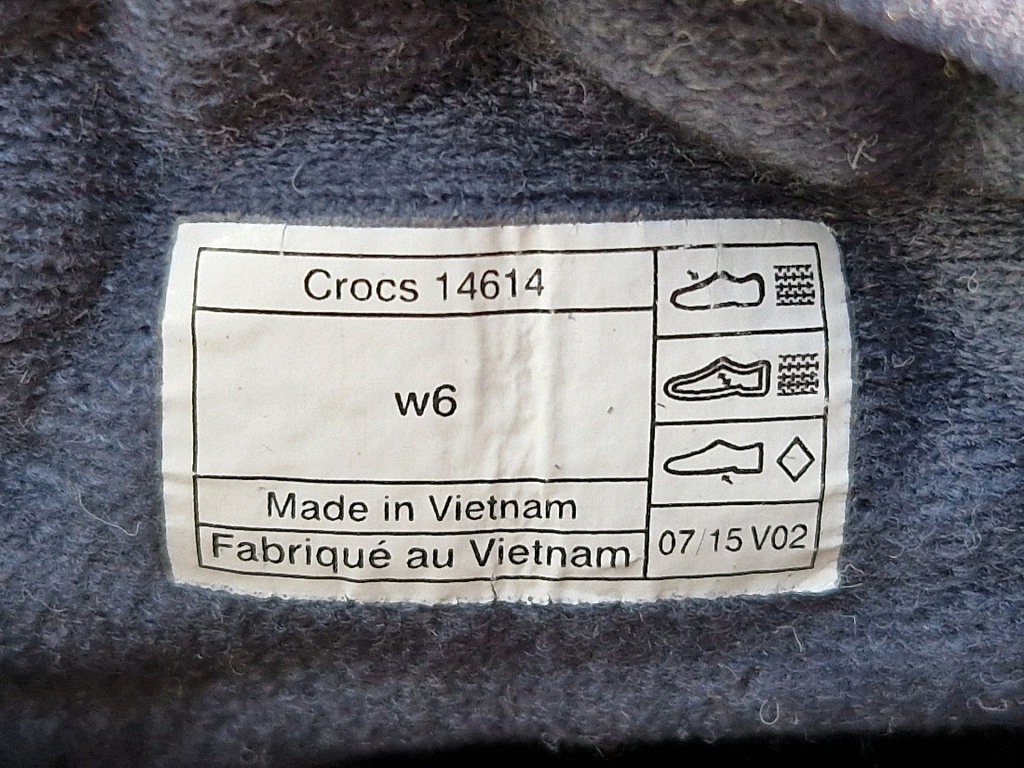 Crocs 14614
w6
Made in Vietnam
Fabriqué au Vietnam
07/15 V02